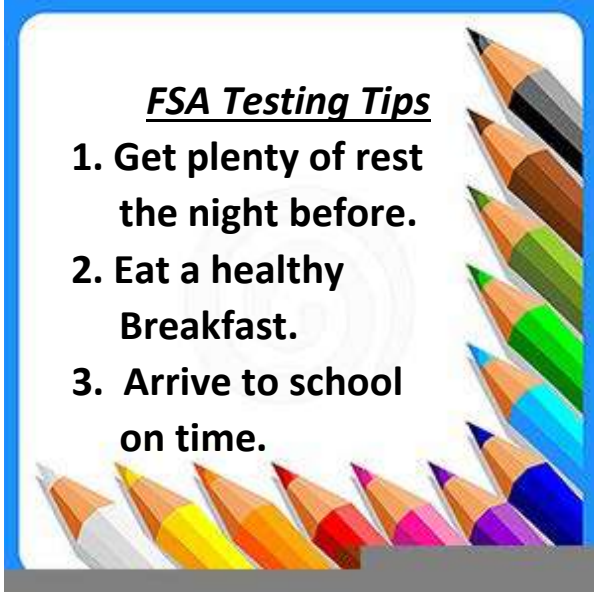 FSA Testing Tips
1. Get plenty of rest
the night before.
2. Eat a healthy
Breakfast.
3. Arrive to school
on time.